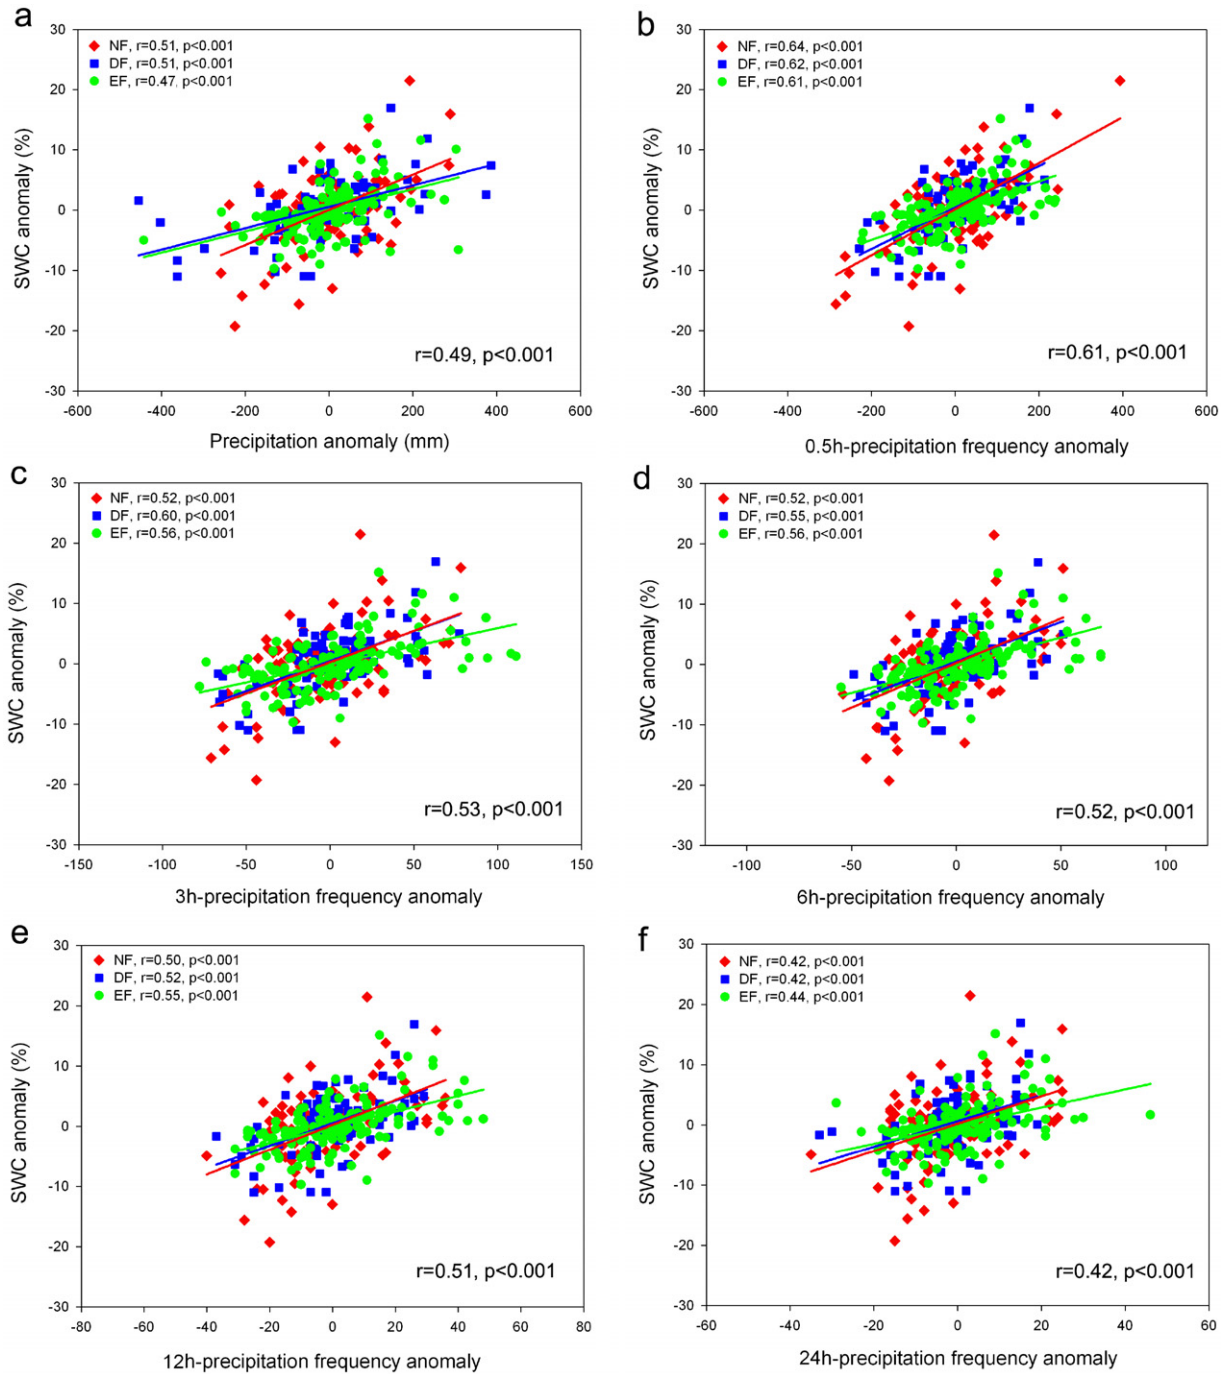 a
30
20
10
0
-10
-20
-30
SWC anomaly (%)
NF, r=0.51, p<0.001
DF, r=0.51, p<0.001
EF, r=0.47, p<0.001
r=0.49, p<0.001
-600 -400 -200 0 200 400 600
Precipitation anomaly (mm)
b
30
20
10
0
-10
-20
-30
SWC anomaly (%)
NF, r=0.64, p<0.001
DF, r=0.62, p<0.001
EF, r=0.61, p<0.001
r=0.61, p<0.001
-600 -400 -200 0 200 400 600
0.5h-precipitation frequency anomaly
c
30
20
10
0
-10
-20
-30
SWC anomaly (%)
NF, r=0.52, p<0.001
DF, r=0.60, p<0.001
EF, r=0.56, p<0.001
r=0.53, p<0.001
-150 -100 -50 0 50 100 150
3h-precipitation frequency anomaly
d
30
20
10
0
-10
-20
-30
SWC anomaly (%)
NF, r=0.52, p<0.001
DF, r=0.55, p<0.001
EF, r=0.56, p<0.001
r=0.52, p<0.001
-100 -50 0 50 100
6h-precipitation frequency anomaly
e
30
20
10
0
-10
-20
-30
SWC anomaly (%)
NF, r=0.50, p<0.001
DF, r=0.52, p<0.001
EF, r=0.55, p<0.001
r=0.51, p<0.001
-80 -60 -40 -20 0 20 40 60 80
12h-precipitation frequency anomaly
f
30
20
10
0
-10
-20
-30
SWC anomaly (%)
NF, r=0.42, p<0.001
DF, r=0.42, p<0.001
EF, r=0.44, p<0.001
r=0.42, p<0.001
-60 -40 -20 0 20 40 60
24h-precipitation frequency anomaly